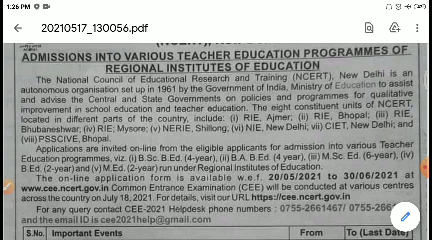 1:26 PM
20210517_130056.pdf
ADMISSIONS INTO VARIOUS TEACHER EDUCATION PROGRAMMES OF
REGIONAL INSTITUTES OF EDUCATION
The National Council of Educational Research and Training (NCERT), New Delhi is an
autonomous organisation set up in 1961 by the Government of India, Ministry of Education to assist
and advise the Central and State Governments on policies and programmes for qualitative
improvement in school education and teacher education. The eight constituent units of NCERT,
located in different parts of the country, include: (i) RIE, Ajmer; (ii) RIE, Bhopal; (iii) RIE,
Bhubaneshwar; (iv) RIE; Mysore; (v) NERIE, Shillong; (vi) NIE, New Delhi; vii) CIET, New Delhi; and
(viii) PSSCIVE, Bhopal.
Applications are invited on-line from the eligible applicants for admission into various Teacher
Education programmes, viz. (i) B.Sc. B.Ed. (4-year), (ii) B.A. B.Ed. (4 year), (iii) M.Sc. Ed. (6-year), (iv)
B.Ed. (2-year) and (v) M.Ed. (2-year) run under Regional Institutes of Education.
The on-line application form is available w.e.f. 20/05/2021 to 30/06/2021 at
www.cee.ncert.gov.in Common Entrance Examination (CEE) will be conducted at various centres
across the country on July 18, 2021. For details, visit our URL https://cee.ncert.gov.in
For any query contact CEE-2021 Helpdesk phone numbers : 0755-2661467/ 0755-266
and the email ID is cee2021help@gmail.com
S.No. Important Events From To (Last Date)